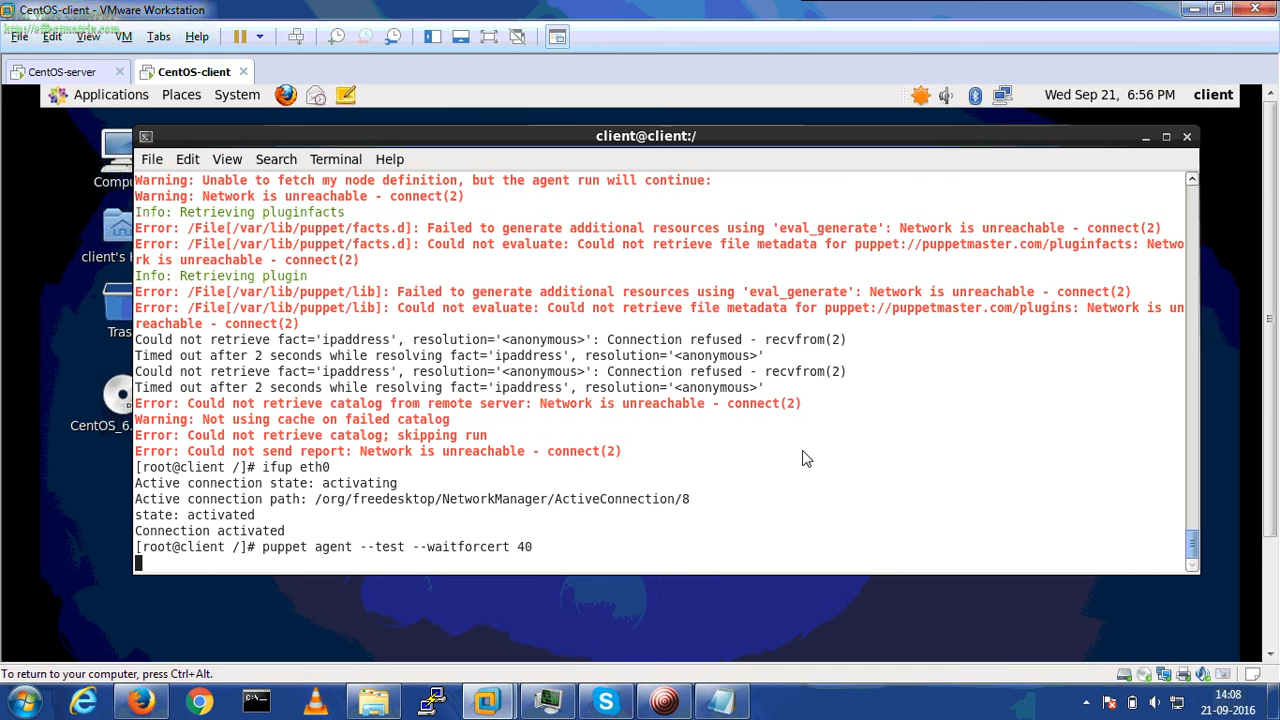 CentOS-client - VMware Workstation
File Edit View VM Tabs Help
CentOS-server CentOS-client
Applications Places System Wed Sep 21, 6:56 PM client
client@client:/
File Edit View Search Terminal Help
Warning: Unable to fetch my node definition, but the agent run will continue:
Warning: Network is unreachable - connect(2)
Info: Retrieving pluginfacts
Error: /File[/var/lib/puppet/facts.d]: Failed to generate additional resources using 'eval_generate': Network is unreachable - connect(2)
Error: /File[/var/lib/puppet/facts.d]: Could not evaluate: Could not retrieve file metadata for puppet://puppetmaster.com/pluginfacts: Netwo
rk is unreachable - connect(2)
Info: Retrieving plugin
Error: /File[/var/lib/puppet/lib]: Failed to generate additional resources using 'eval_generate': Network is unreachable - connect(2)
Error: /File[/var/lib/puppet/lib]: Could not evaluate: Could not retrieve file metadata for puppet://puppetmaster.com/plugins: Network is un
reachable - connect(2)
Could not retrieve fact='ipaddress', resolution='<anonymous>': Connection refused - recvfrom(2)
Timed out after 2 seconds while resolving fact='ipaddress', resolution='<anonymous>'
Could not retrieve fact='ipaddress', resolution='<anonymous>': Connection refused - recvfrom(2)
Timed out after 2 seconds while resolving fact='ipaddress', resolution='<anonymous>'
Error: Could not retrieve catalog from remote server: Network is unreachable - connect(2)
Warning: Not using cache on failed catalog
Error: Could not retrieve catalog; skipping run
Error: Could not send report: Network is unreachable - connect(2)
[root@client /]# ifup eth0
Active connection state: activating
Active connection path: /org/freedesktop/NetworkManager/ActiveConnection/8
state: activated
Connection activated
[root@client /]# puppet agent --test --waitforcert 40
Compu
client's
Tras
CentOS_6.
To return to your computer, press Ctrl+Alt.
14:08
21-09-2016